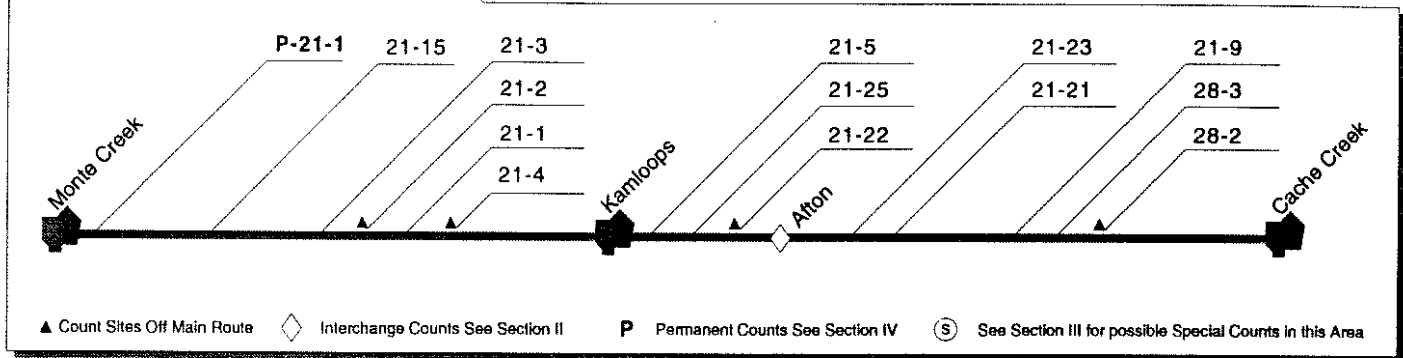 P-21-1 21-15 21-3 21-5 21-23 21-9
21-2 21-25 21-21 28-3
21-1 21-22 28-2
21-4
Monte Creek Kamloops Afton Cache Creek
▲ Count Sites Off Main Route ◇ Interchange Counts See Section II P Permanent Counts See Section IV Ⓢ See Section III for possible Special Counts in this Area